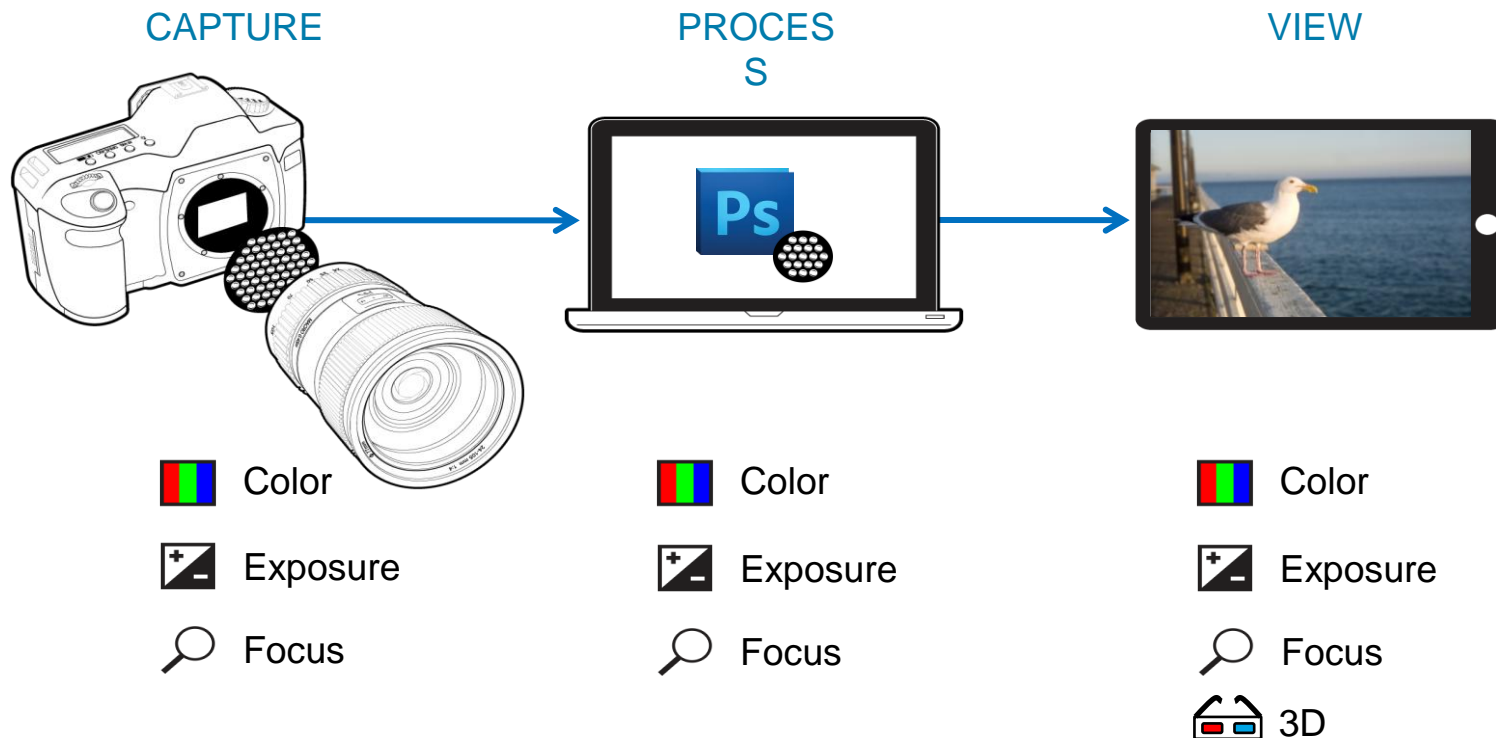 CAPTURE
PROCES
S
VIEW
Ps
Color
Color
Color
Exposure
Exposure
Exposure
Focus
Focus
Focus
3D